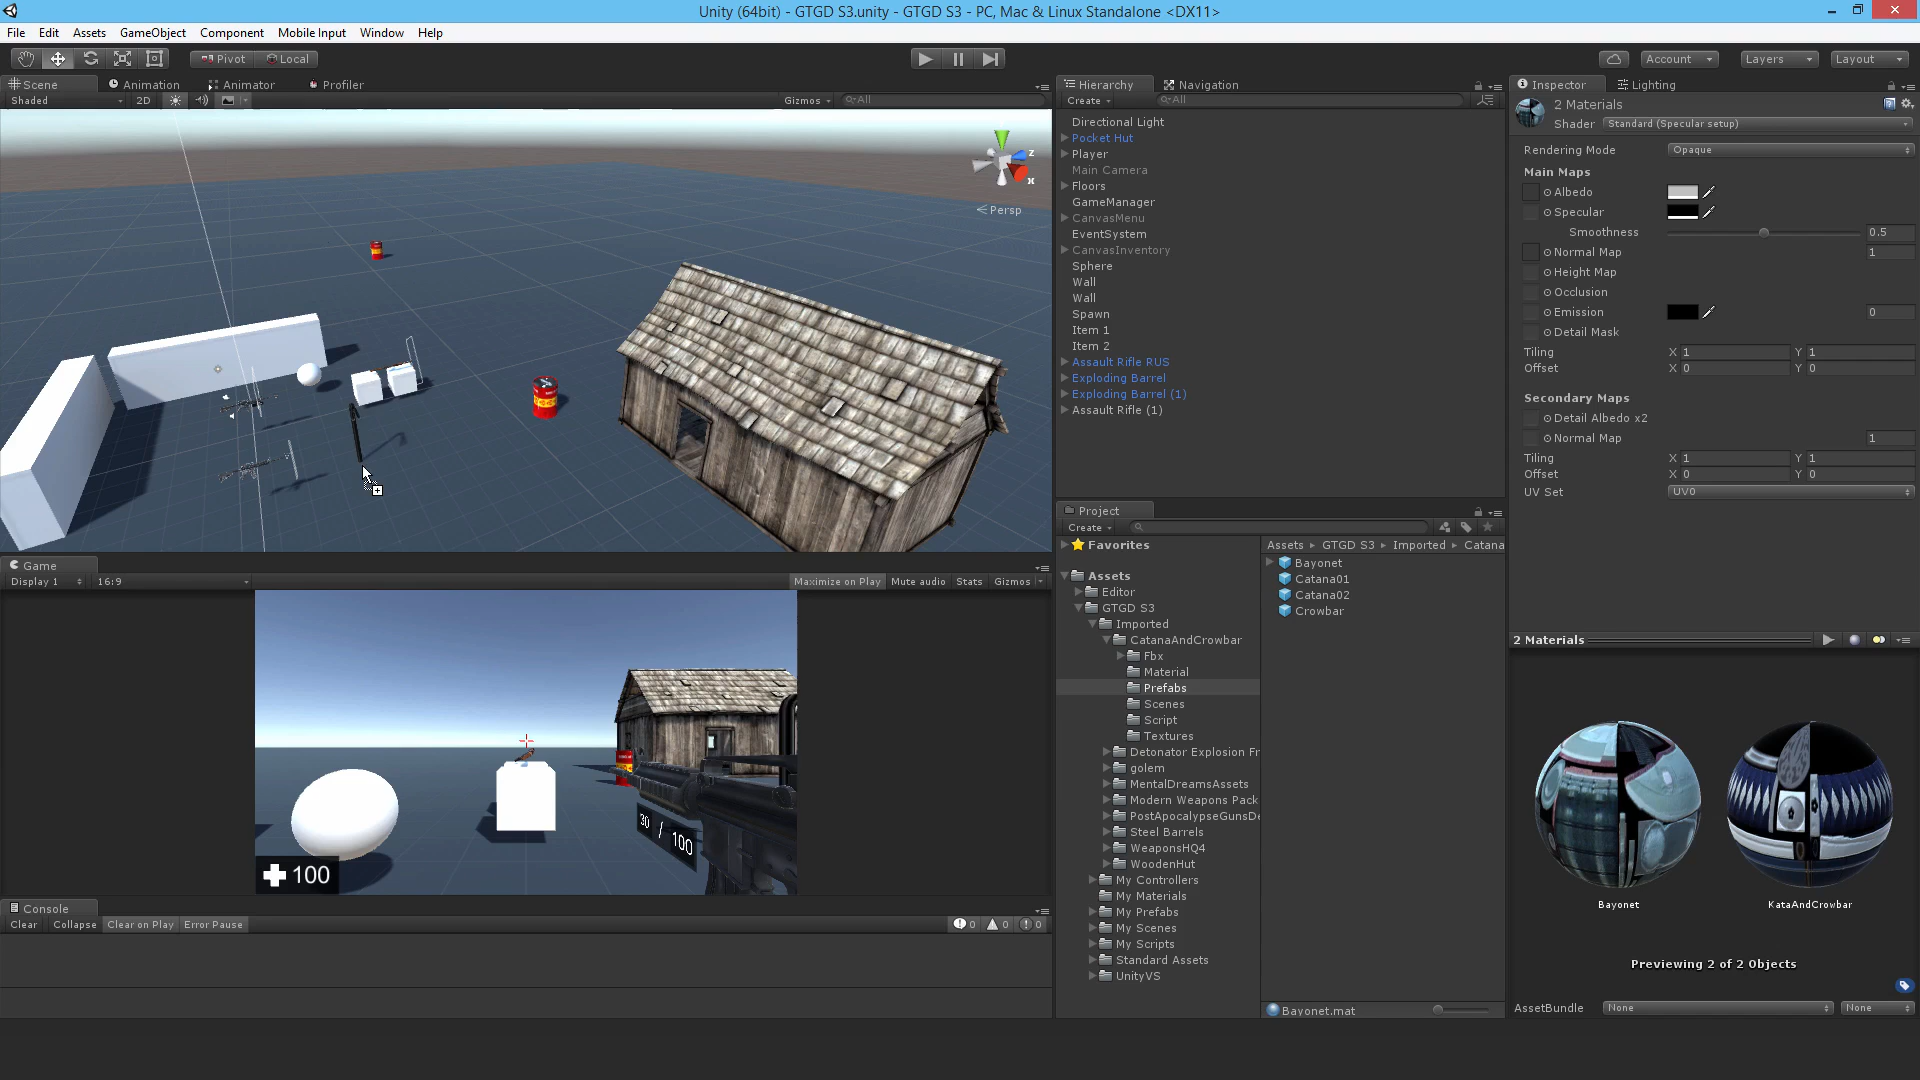 Unity (64bit) - GTGD S3.unity - GTGD S3 - PC, Mac & Linux Standalone <DX11>
File Edit Assets GameObject Component Mobile Input Window Help
Pivot Local Account Layers Layout
Scene Animation Animator Profiler
Shaded 2D Gizmos All
z
x
Persp
Game
Display 1 16:9 Maximize on Play Mute audio Stats Gizmos
30 / 100
100
Console
Clear Collapse Clear on Play Error Pause 0 0 0
Hierarchy Navigation
Create All
Directional Light
Pocket Hut
Player
Main Camera
Floors
GameManager
CanvasMenu
EventSystem
CanvasInventory
Sphere
Wall
Wall
Spawn
Item 1
Item 2
Assault Rifle RUS
Exploding Barrel
Exploding Barrel (1)
Assault Rifle (1)
Project
Create
Favorites
Assets
Editor
GTGD S3
Imported
CatanaAndCrowbar
Fbx
Material
Prefabs
Scenes
Script
Textures
Detonator Explosion Fr
golem
MentalDreamsAssets
Modern Weapons Pack
PostApocalypseGunsDe
Steel Barrels
WeaponsHQ4
WoodenHut
My Controllers
My Materials
My Prefabs
My Scenes
My Scripts
Standard Assets
UnityVS
Assets GTGD S3 Imported Catana
Bayonet
Catana01
Catana02
Crowbar
Bayonet.mat
Inspector Lighting
2 Materials
Shader Standard (Specular setup)
Rendering Mode Opaque
Main Maps
Albedo
Specular
Smoothness 0.5
Normal Map 1
Height Map
Occlusion
Emission 0
Detail Mask
Tiling X 1 Y 1
Offset X 0 Y 0
Secondary Maps
Detail Albedo x2
Normal Map 1
Tiling X 1 Y 1
Offset X 0 Y 0
UV Set UV0
2 Materials
Bayonet KataAndCrowbar
Previewing 2 of 2 Objects
AssetBundle None None